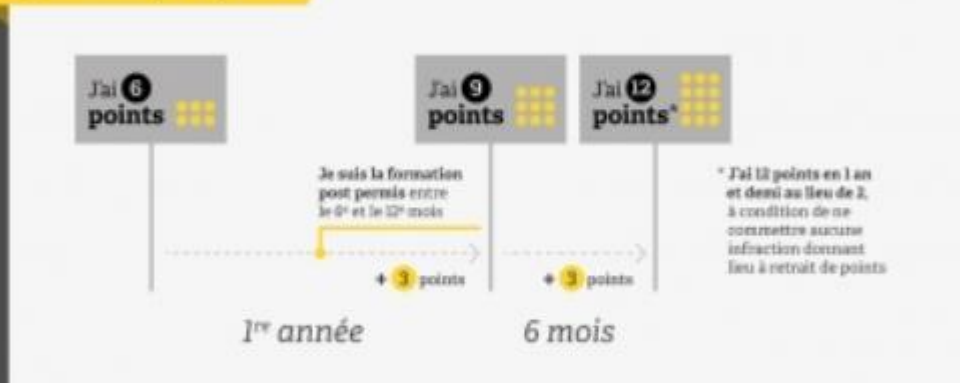 J'ai 6
points
J'ai 9
points
J'ai 12
points*
Je suis la formation
post permis entre
le 6e et le 12e mois
+ 3 points
+ 3 points
* J'ai 12 points en 1 an
et demi au lieu de 2,
à condition de ne
commettre aucune
infraction donnant
lieu à retrait de points
1re année
6 mois